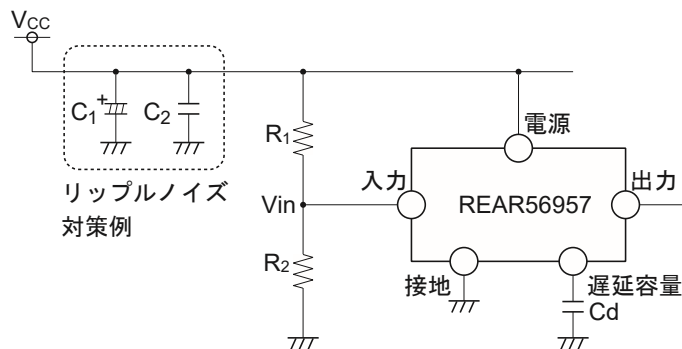 VCC
C1
+
C2
リップルノイズ
対策例
R1
Vin
R2
電源
入力
REAR56957
出力
接地
遅延容量
Cd